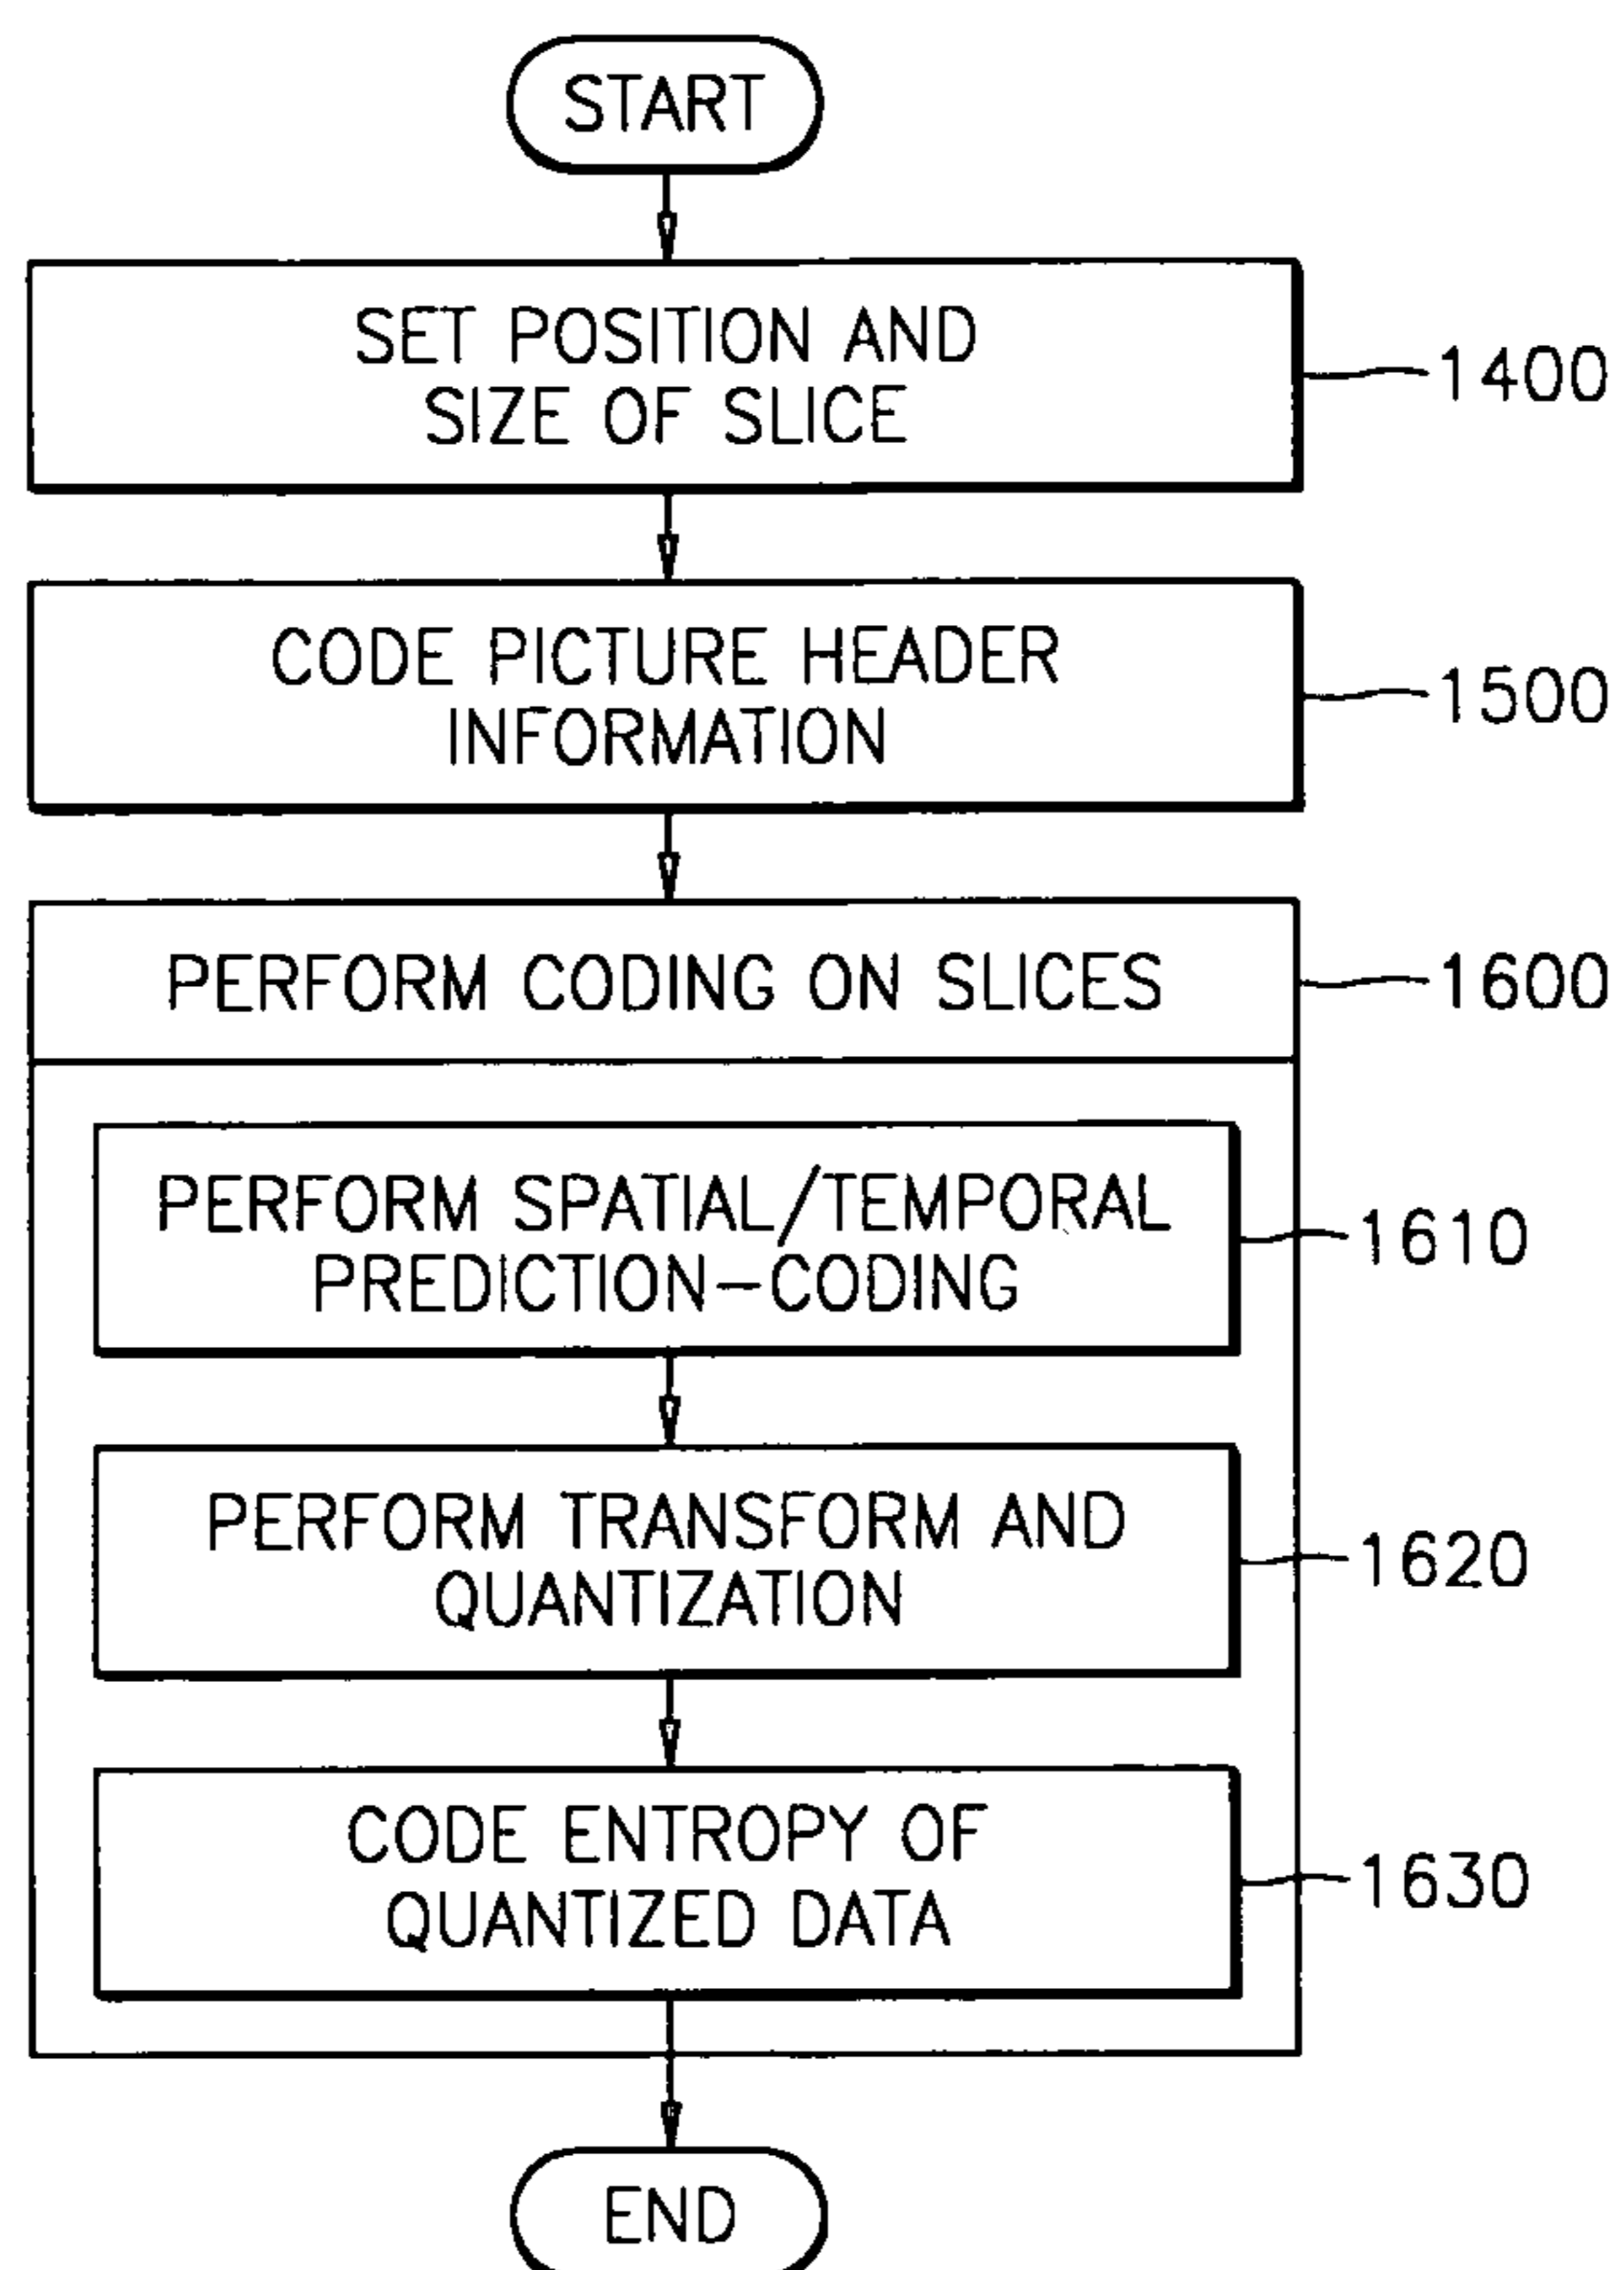 START
SET POSITION AND
SIZE OF SLICE
1400
CODE PICTURE HEADER
INFORMATION
1500
PERFORM CODING ON SLICES
1600
PERFORM SPATIAL/TEMPORAL
PREDICTION-CODING
1610
PERFORM TRANSFORM AND
QUANTIZATION
1620
CODE ENTROPY OF
QUANTIZED DATA
1630
END